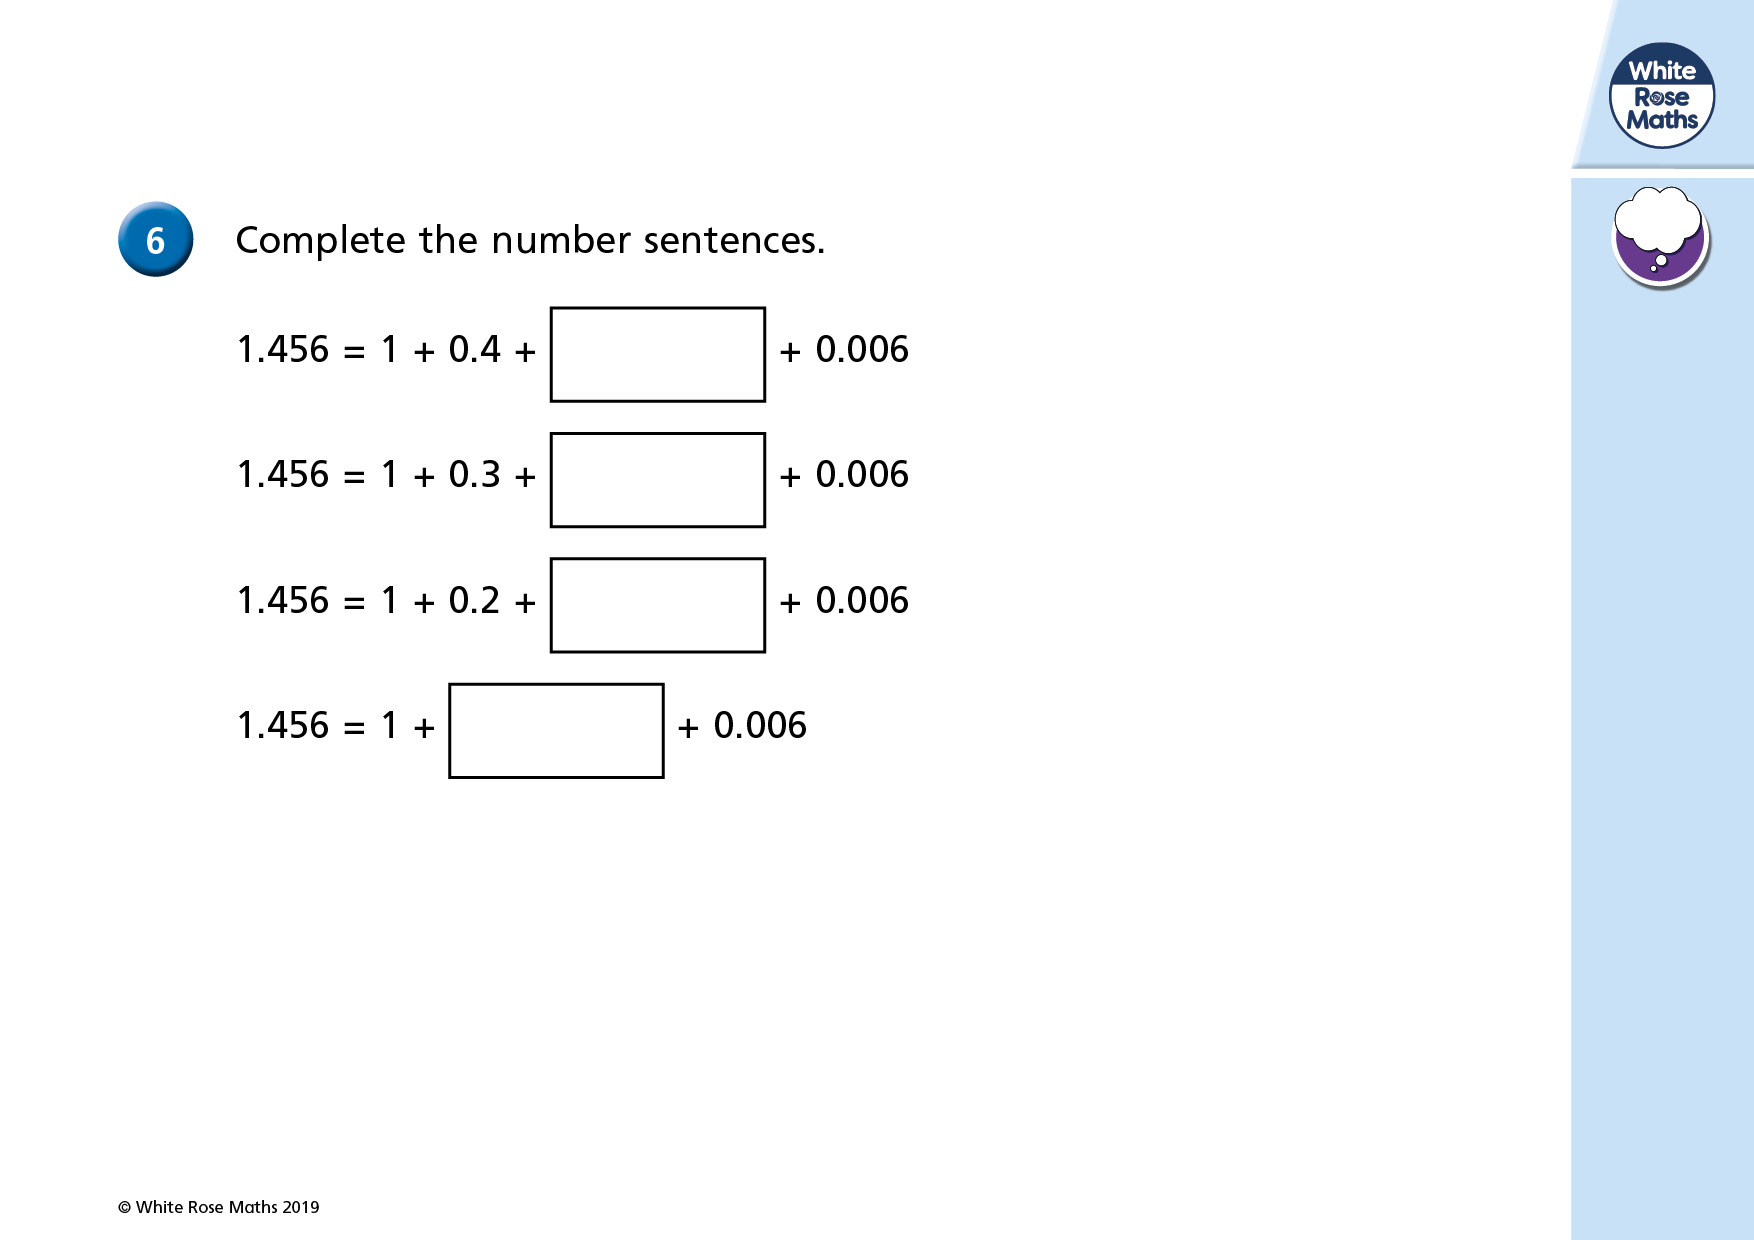 White
Rose
Maths
6 Complete the number sentences.
1.456 = 1 + 0.4 + + 0.006
1.456 = 1 + 0.3 + + 0.006
1.456 = 1 + 0.2 + + 0.006
1.456 = 1 + + 0.006
© White Rose Maths 2019